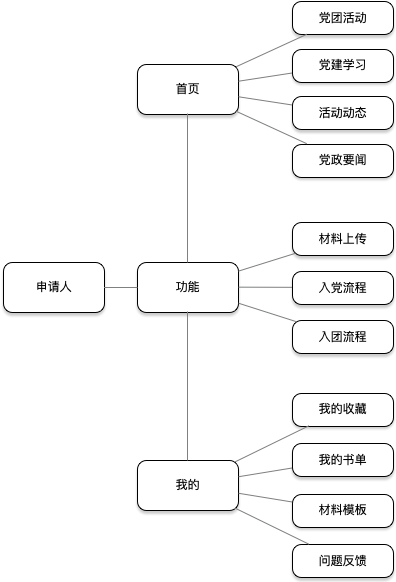 申请人
首页
党团活动
党建学习
活动动态
党政要闻
功能
材料上传
入党流程
入团流程
我的
我的收藏
我的书单
材料模板
问题反馈